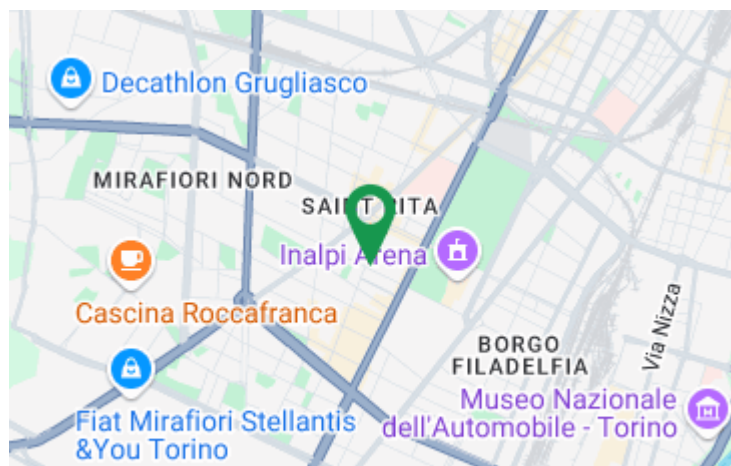 Decathlon Grugliasco
MIRAFIORI NORD
SAINT RITA
Inalpi Arena
Cascina Roccafranca
Via Nizza
BORGO
FILADELFIA
Fiat Mirafiori Stellantis
&You Torino
Museo Nazionale
dell'Automobile - Torino